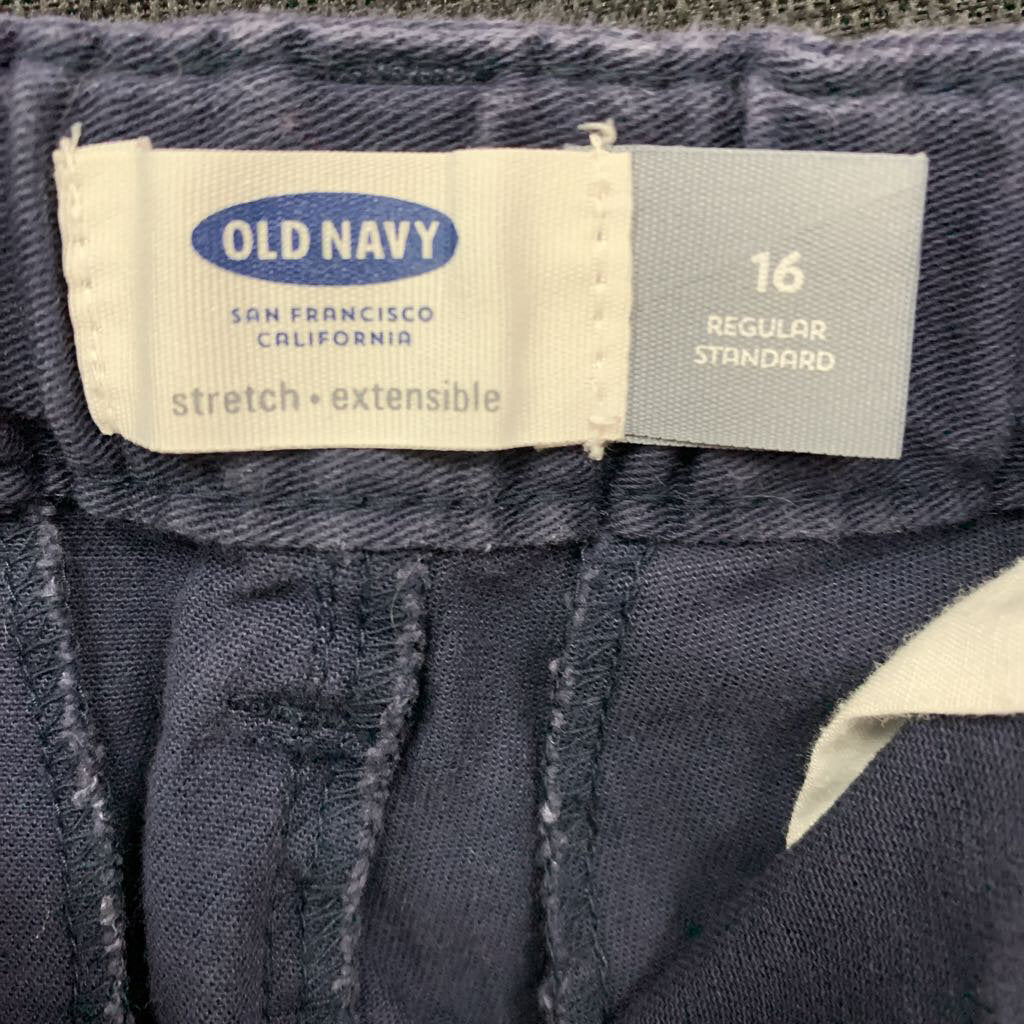 OLD NAVY
SAN FRANCISCO
CALIFORNIA
stretch • extensible
16
REGULAR
STANDARD